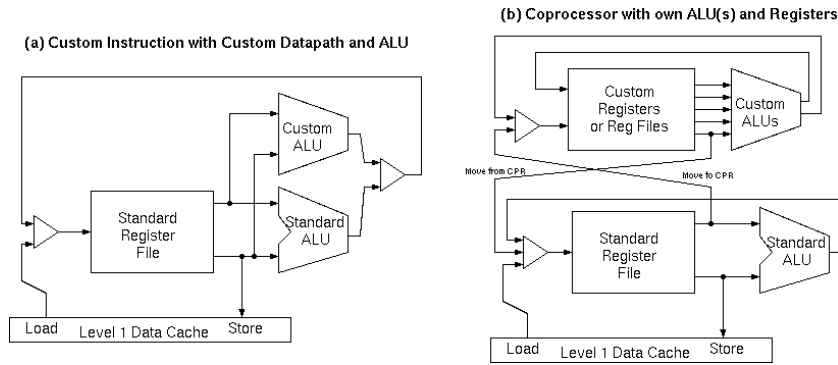 (a) Custom Instruction with Custom Datapath and ALU
Custom
ALU
Standard
Register
File
Standard
ALU
Load
Level 1 Data Cache
Store
(b) Coprocessor with own ALU(s) and Registers
Custom
Registers
or Reg Files
Custom
ALUs
Move from CPR
Move to CPR
Standard
Register
File
Standard
ALU
Load
Level 1 Data Cache
Store